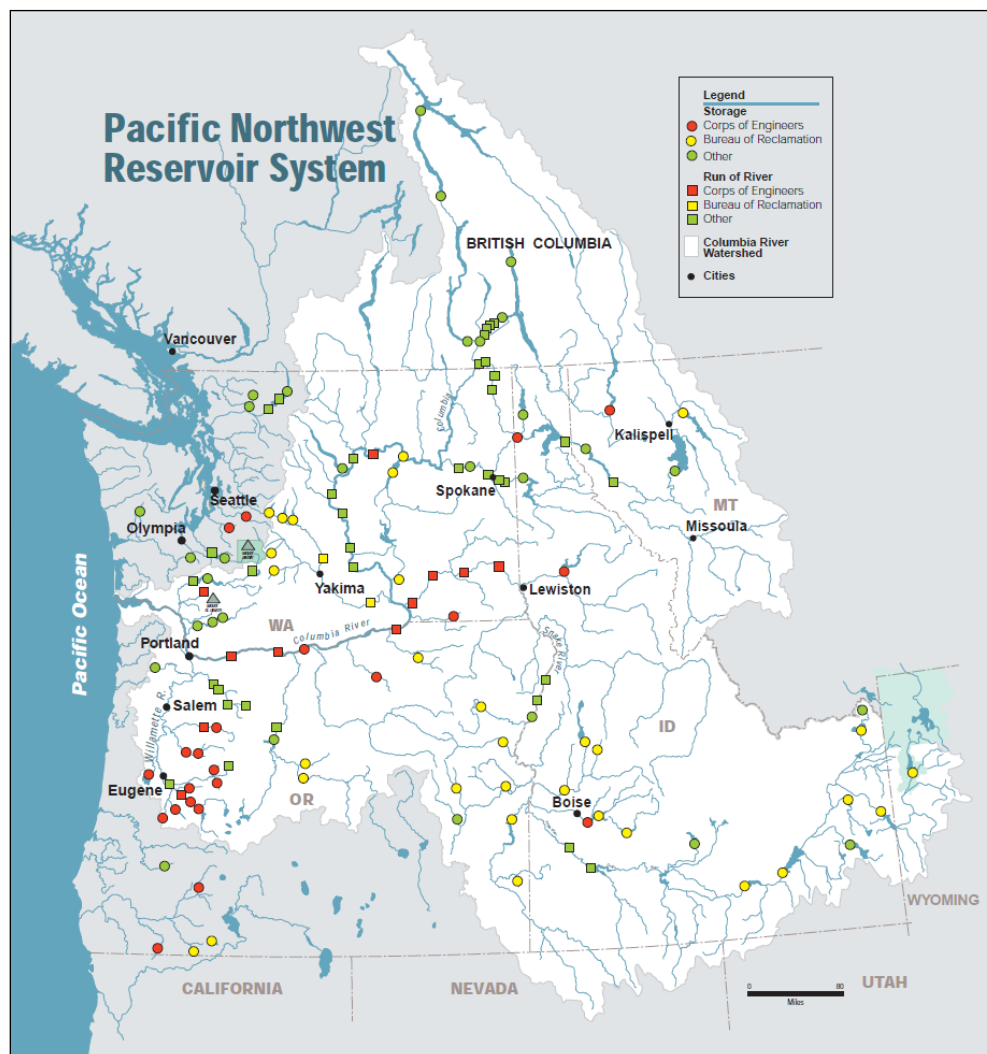 Pacific Northwest
Reservoir System
Legend
Storage
Corps of Engineers
Bureau of Reclamation
Other
Run of River
Corps of Engineers
Bureau of Reclamation
Other
Columbia River
Watershed
Cities
BRITISH COLUMBIA
Vancouver
Columbia
Kalispell
Spokane
Seattle
MT
Olympia
Missoula
Yakima
Lewiston
Pacific Ocean
WA
Columbia River
Snake River
Portland
Willamette R.
Salem
ID
Eugene
OR
Boise
WYOMING
CALIFORNIA
NEVADA
UTAH
0 80
Miles